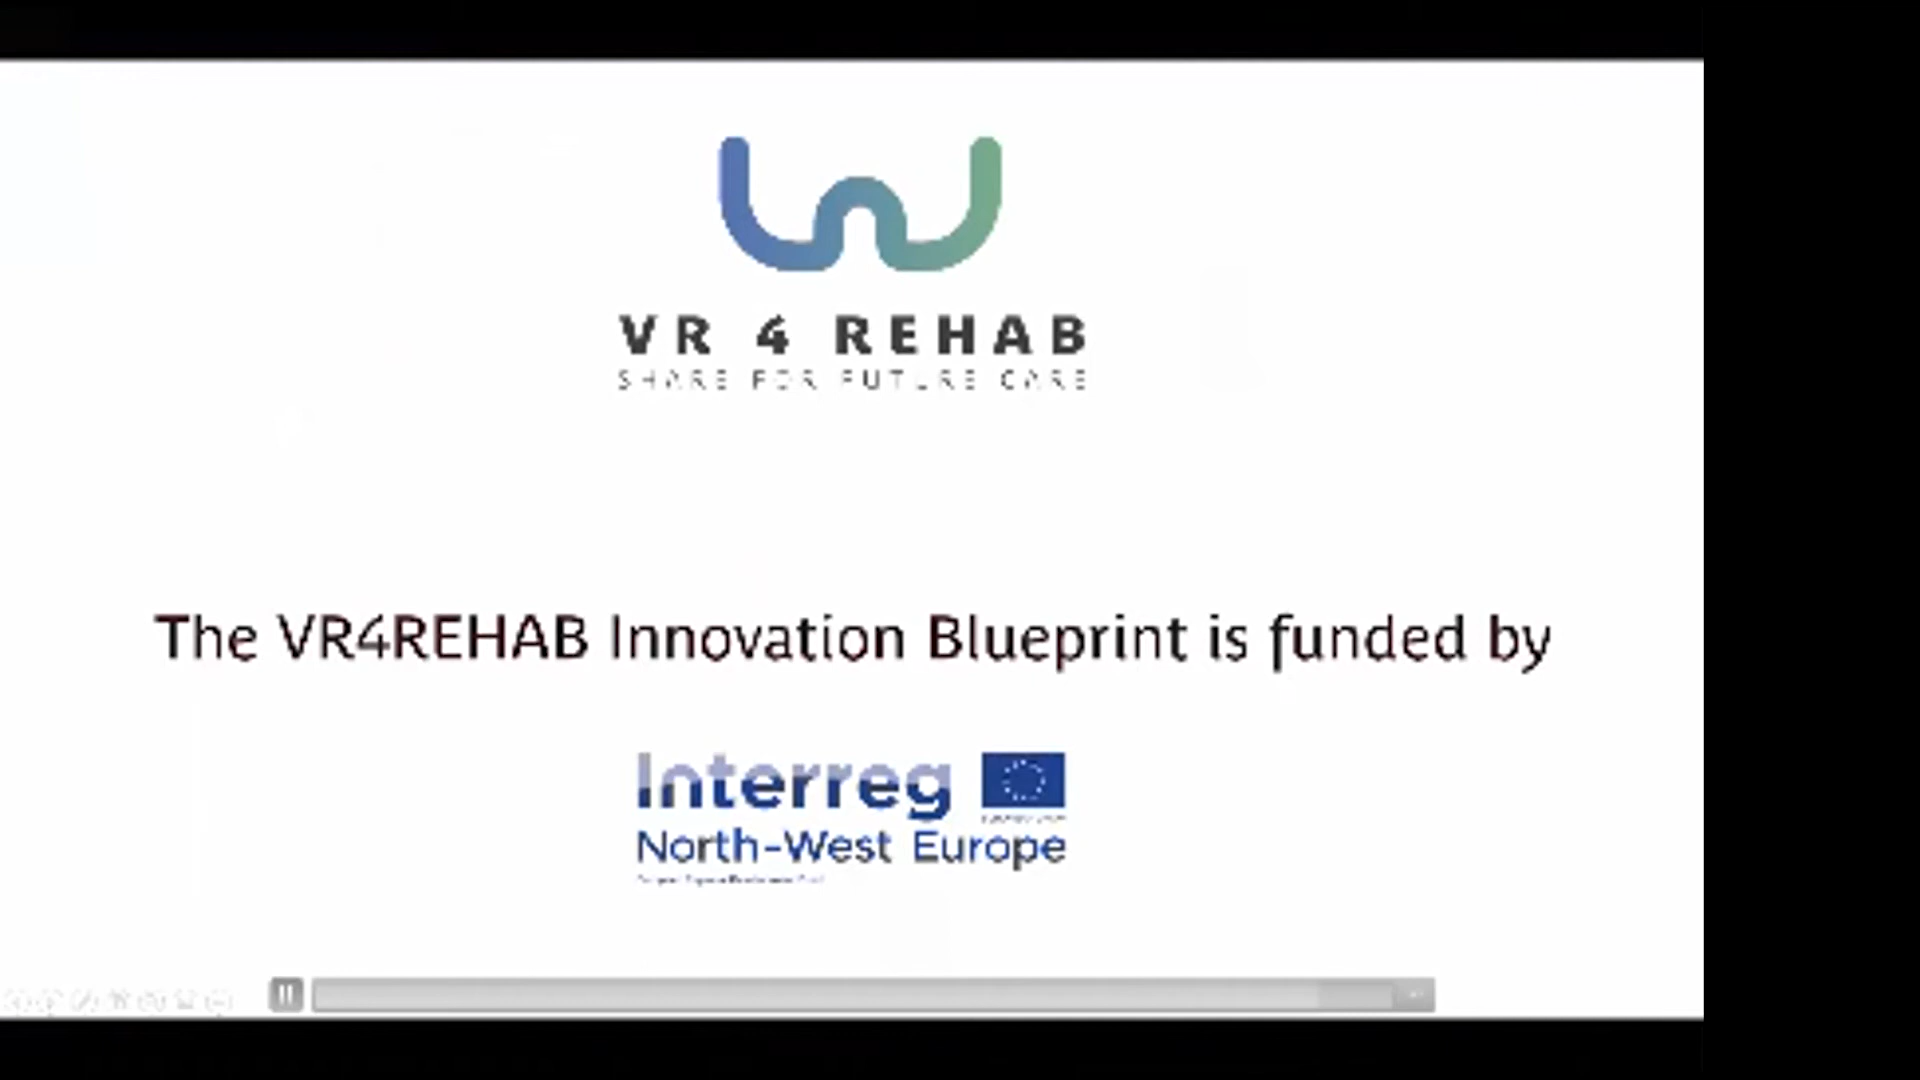 VR 4 REHAB
SHARE FOR FUTURE CARE
The VR4REHAB Innovation Blueprint is funded by
Interreg
North-West Europe